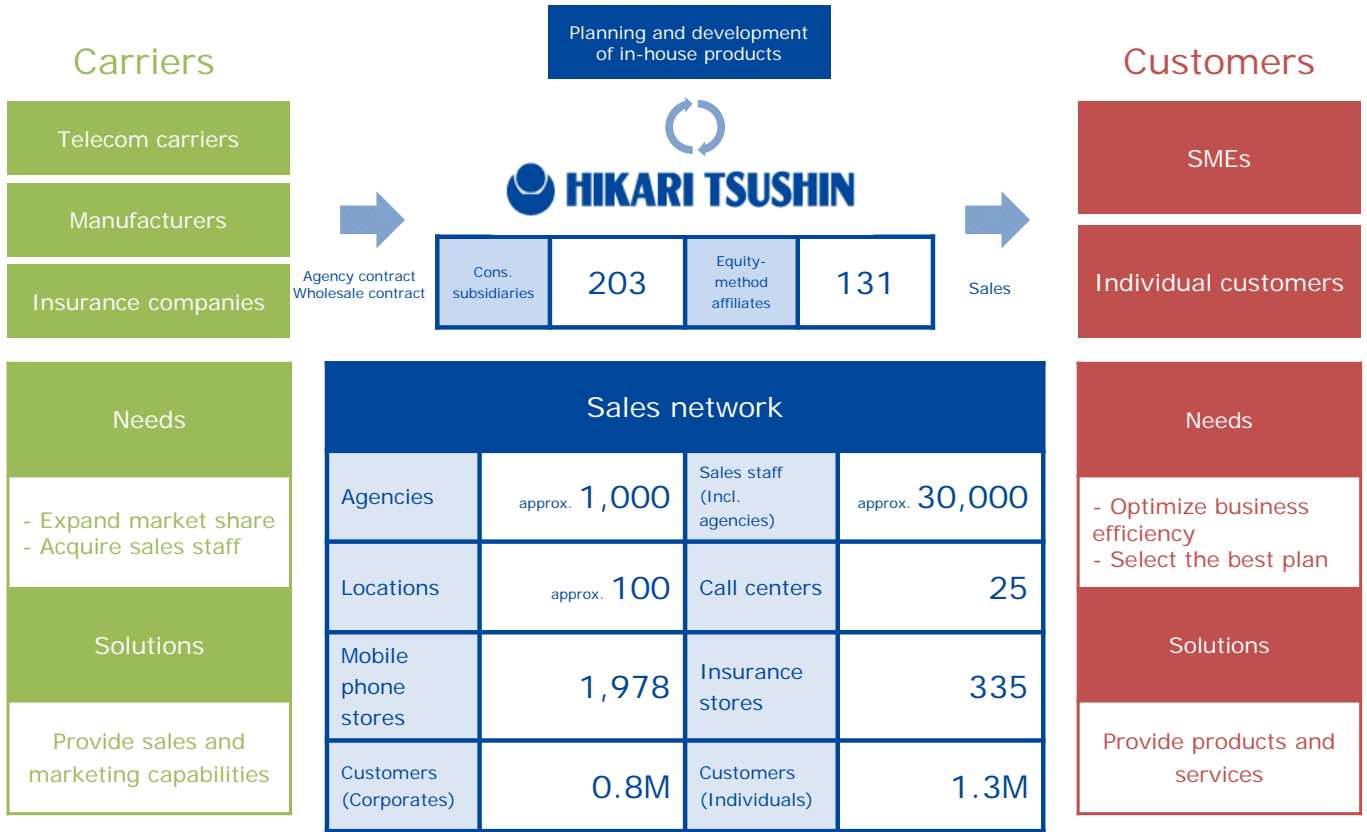 Planning and development
of in-house products
Carriers
Customers
Telecom carriers
Manufacturers
Insurance companies
HIKARI TSUSHIN
SMEs
Individual customers
Agency contract
Wholesale contract
Cons.
subsidiaries
203
Equity-
method
affiliates
131
Sales
Needs
- Expand market share
- Acquire sales staff
Solutions
Provide sales and
marketing capabilities
Sales network
Agencies
approx. 1,000
Sales staff
(Incl.
agencies)
approx. 30,000
Locations
approx. 100
Call centers
25
Mobile
phone
stores
1,978
Insurance
stores
335
Customers
(Corporates)
0.8M
Customers
(Individuals)
1.3M
Needs
- Optimize business
efficiency
- Select the best plan
Solutions
Provide products and
services